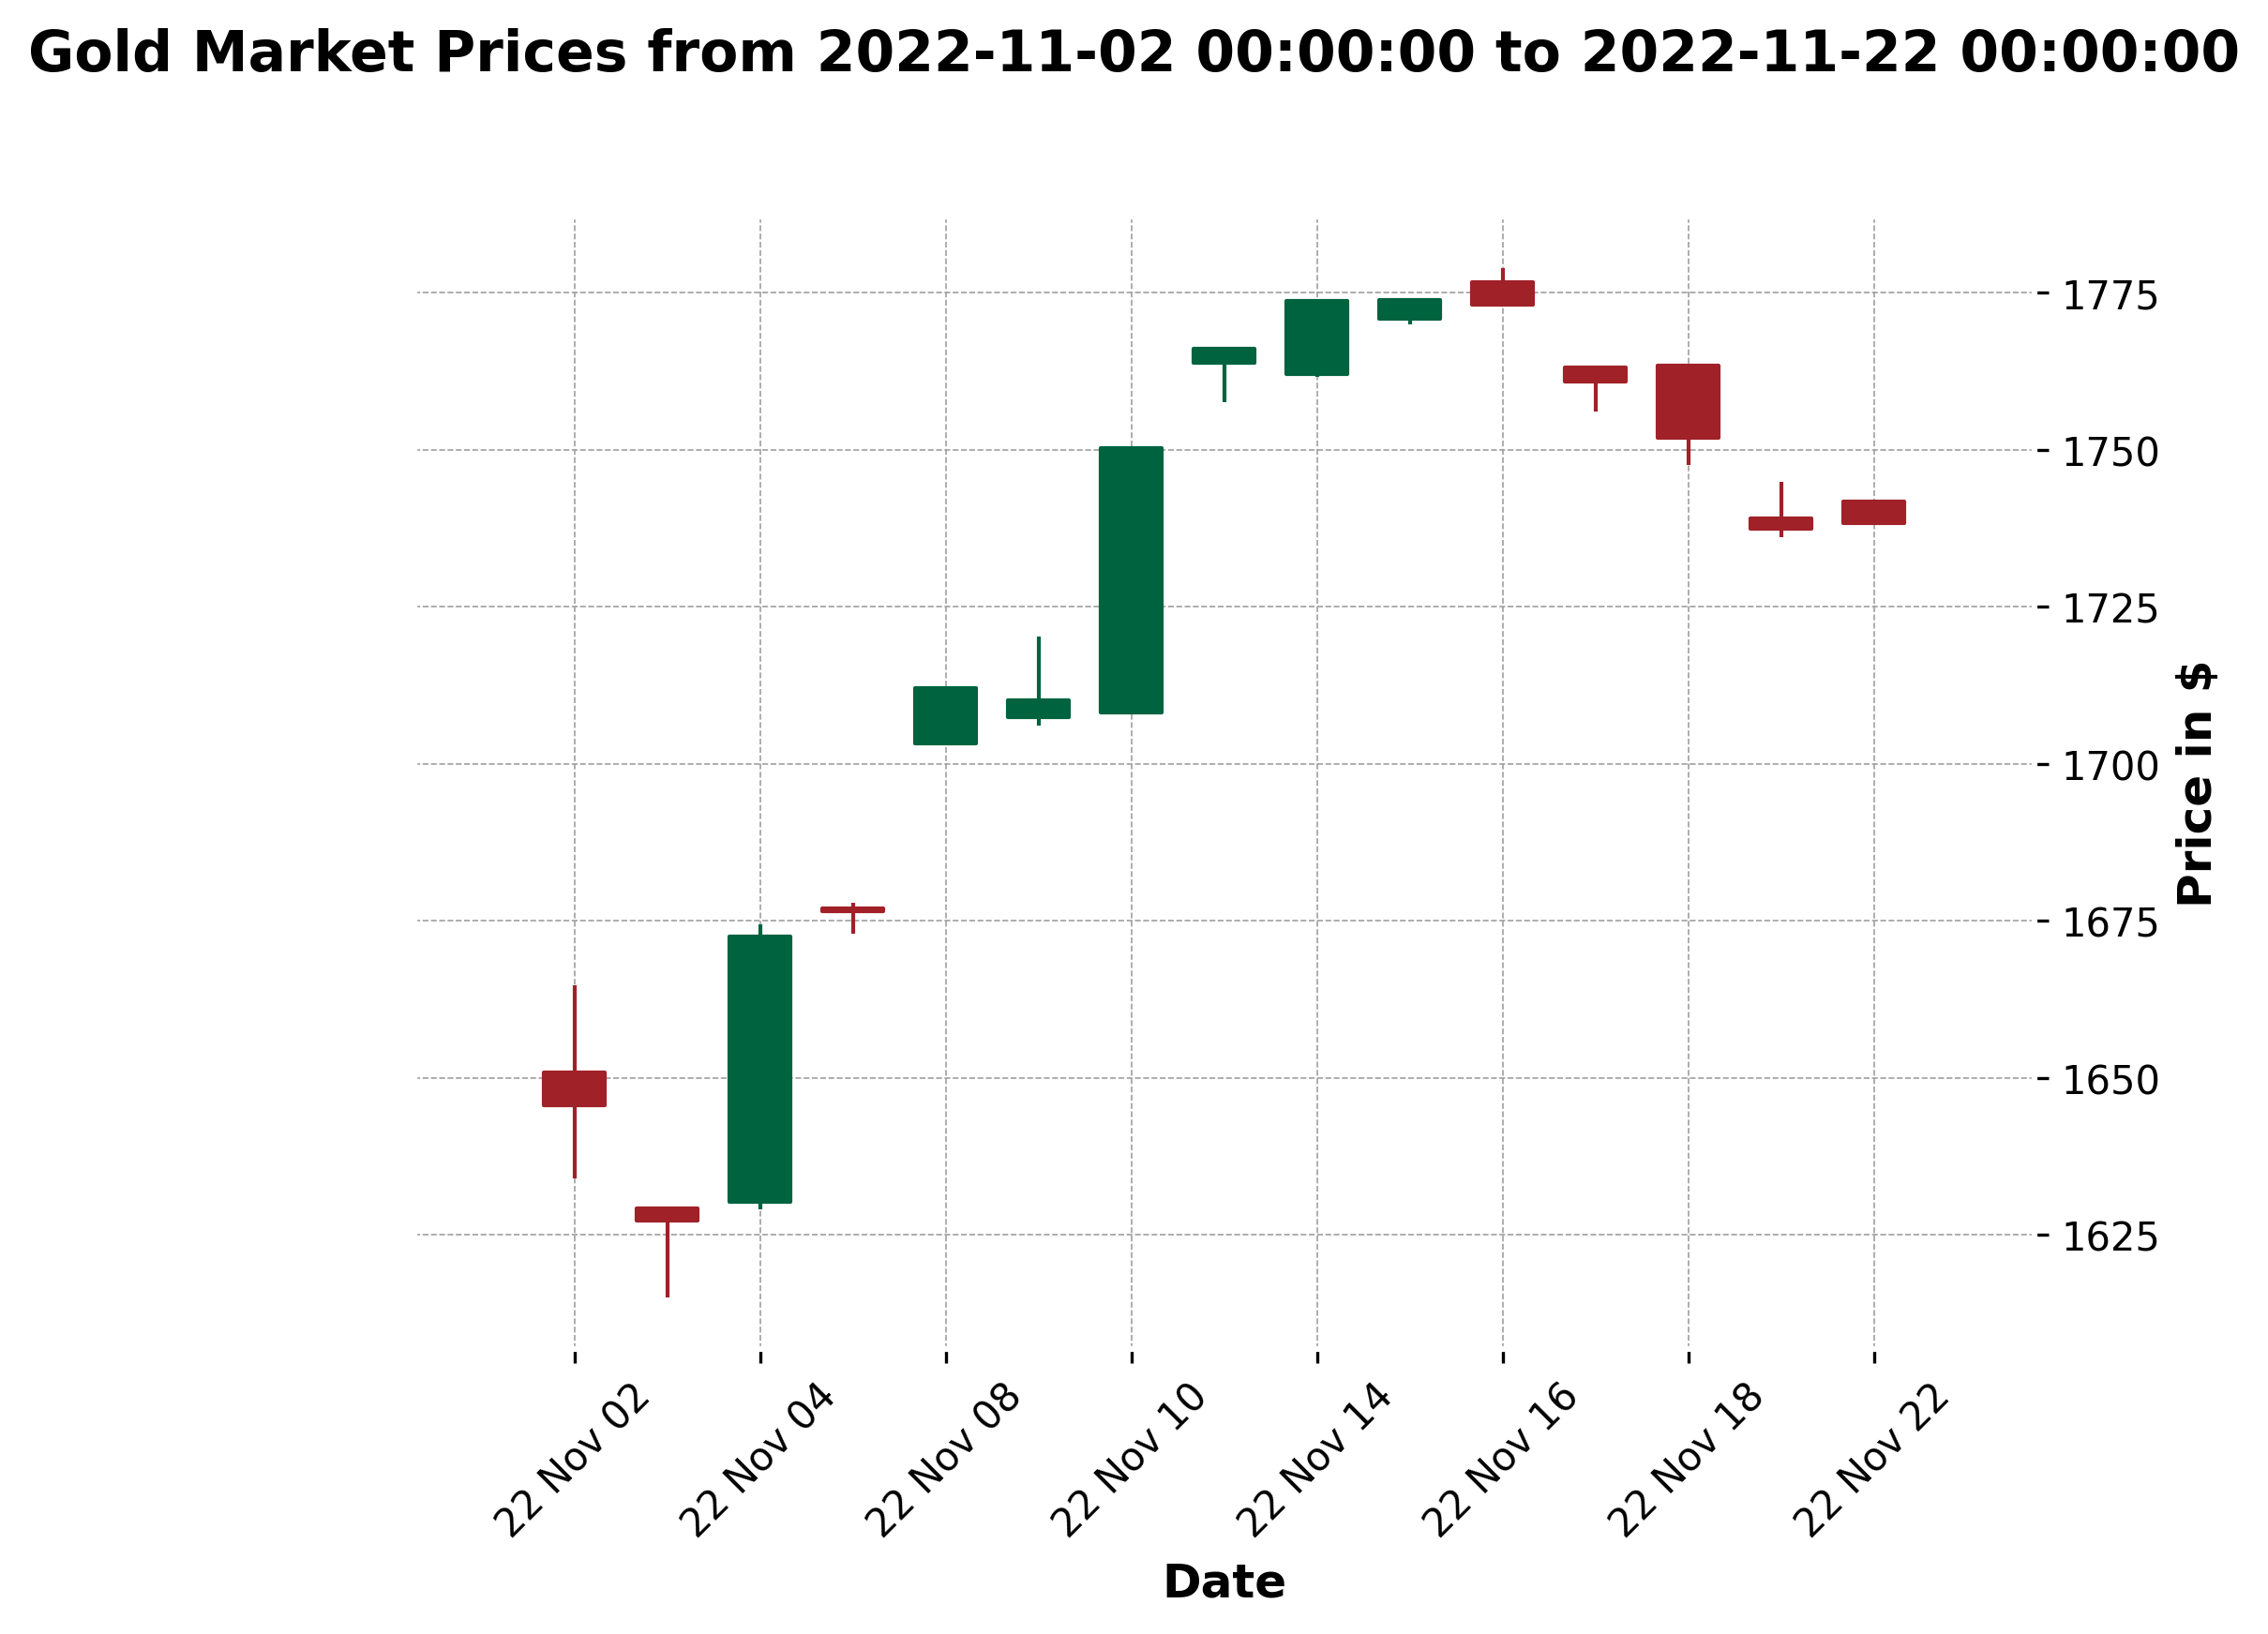 Gold Market Prices from 2022-11-02 00:00:00 to 2022-11-22 00:00:00
1775
1750
1725
1700
1675
1650
1625
Price in $
22 Nov 02
22 Nov 04
22 Nov 08
22 Nov 10
22 Nov 14
22 Nov 16
22 Nov 18
22 Nov 22
Date